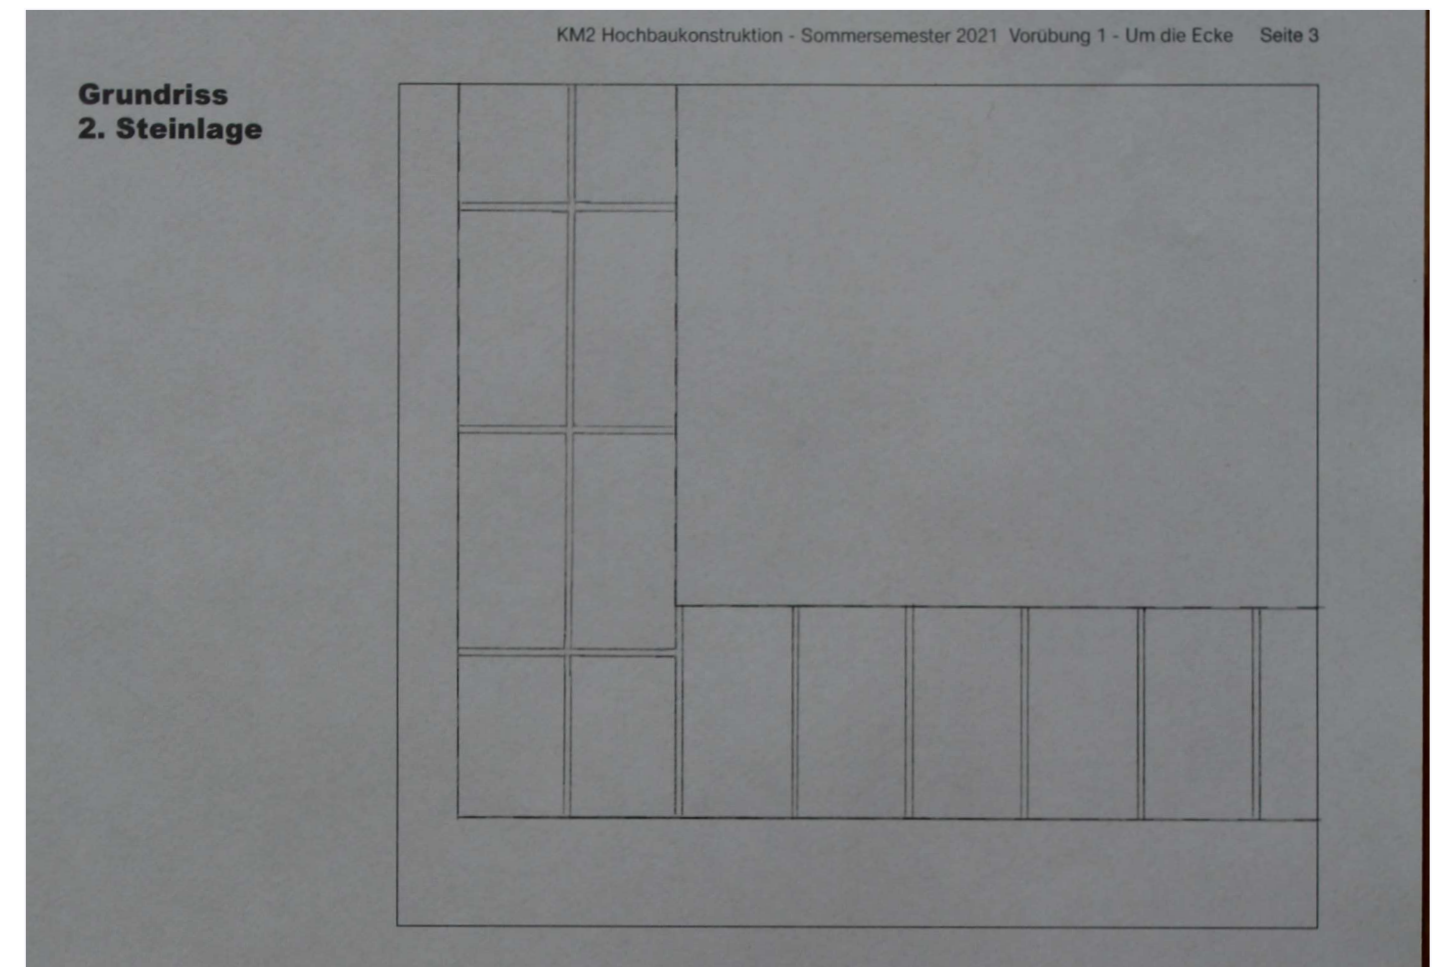 KM2 Hochbaukonstruktion - Sommersemester 2021 Vorübung 1 - Um die Ecke Seite 3
Grundriss
2. Steinlage